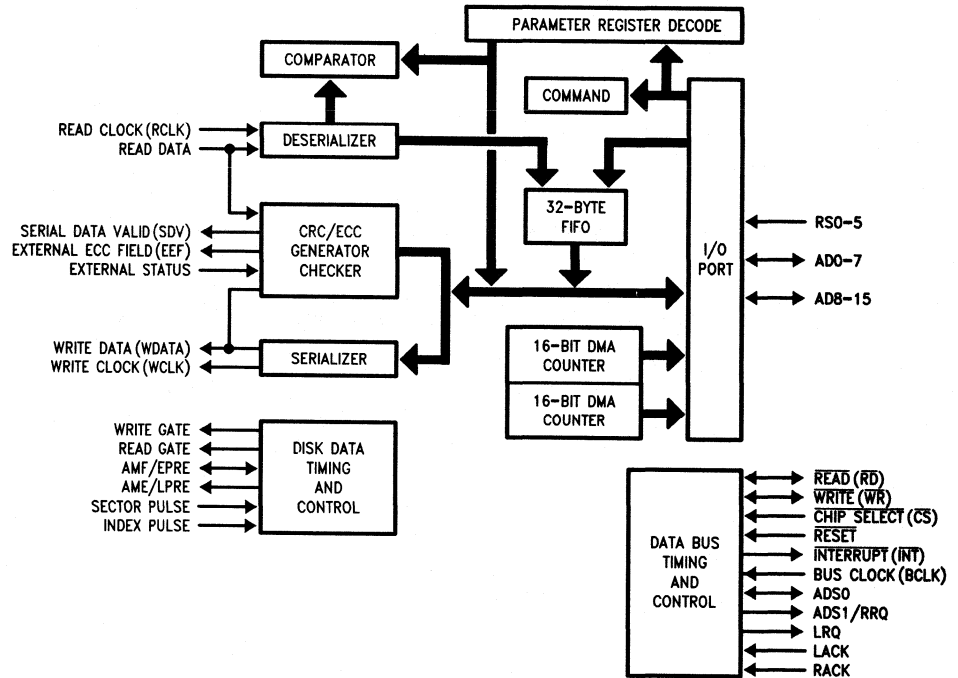 PARAMETER REGISTER DECODE
COMPARATOR
COMMAND
READ CLOCK(RCLK)
READ DATA
DESERIALIZER
32-BYTE
FIFO
SERIAL DATA VALID(SDV)
EXTERNAL ECC FIELD(EEF)
EXTERNAL STATUS
CRC/ECC
GENERATOR
CHECKER
I/O
PORT
RS0-5
AD0-7
AD8-15
WRITE DATA(WDATA)
WRITE CLOCK(WCLK)
SERIALIZER
16-BIT DMA
COUNTER
16-BIT DMA
COUNTER
WRITE GATE
READ GATE
AMF/EPRE
AME/LPRE
SECTOR PULSE
INDEX PULSE
DISK DATA
TIMING
AND
CONTROL
DATA BUS
TIMING
AND
CONTROL
READ(RD)
WRITE(WR)
CHIP SELECT(CS)
RESET
INTERRUPT(INT)
BUS CLOCK(BCLK)
ADS0
ADS1/RRQ
LRQ
LACK
RACK